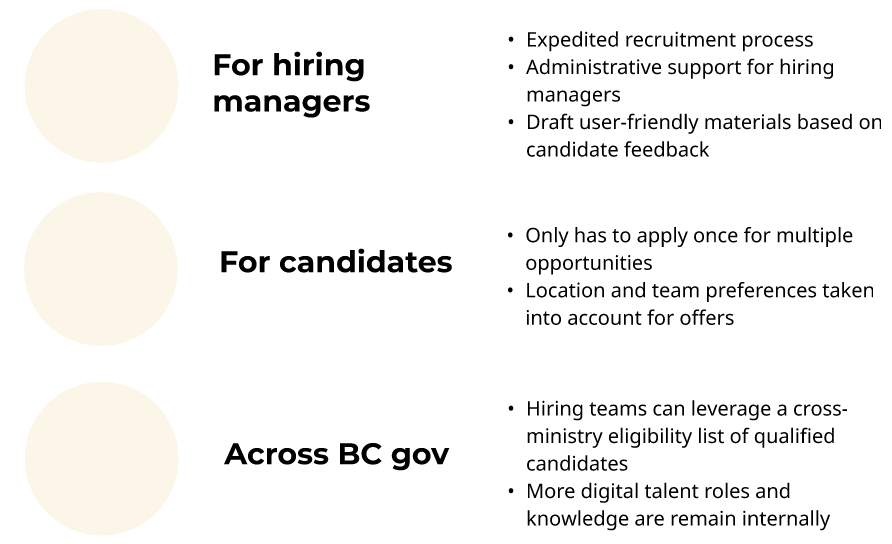 For hiring
managers
• Expedited recruitment process
• Administrative support for hiring
managers
• Draft user-friendly materials based on
candidate feedback
For candidates
• Only has to apply once for multiple
opportunities
• Location and team preferences taken
into account for offers
Across BC gov
• Hiring teams can leverage a cross-
ministry eligibility list of qualified
candidates
• More digital talent roles and
knowledge are remain internally